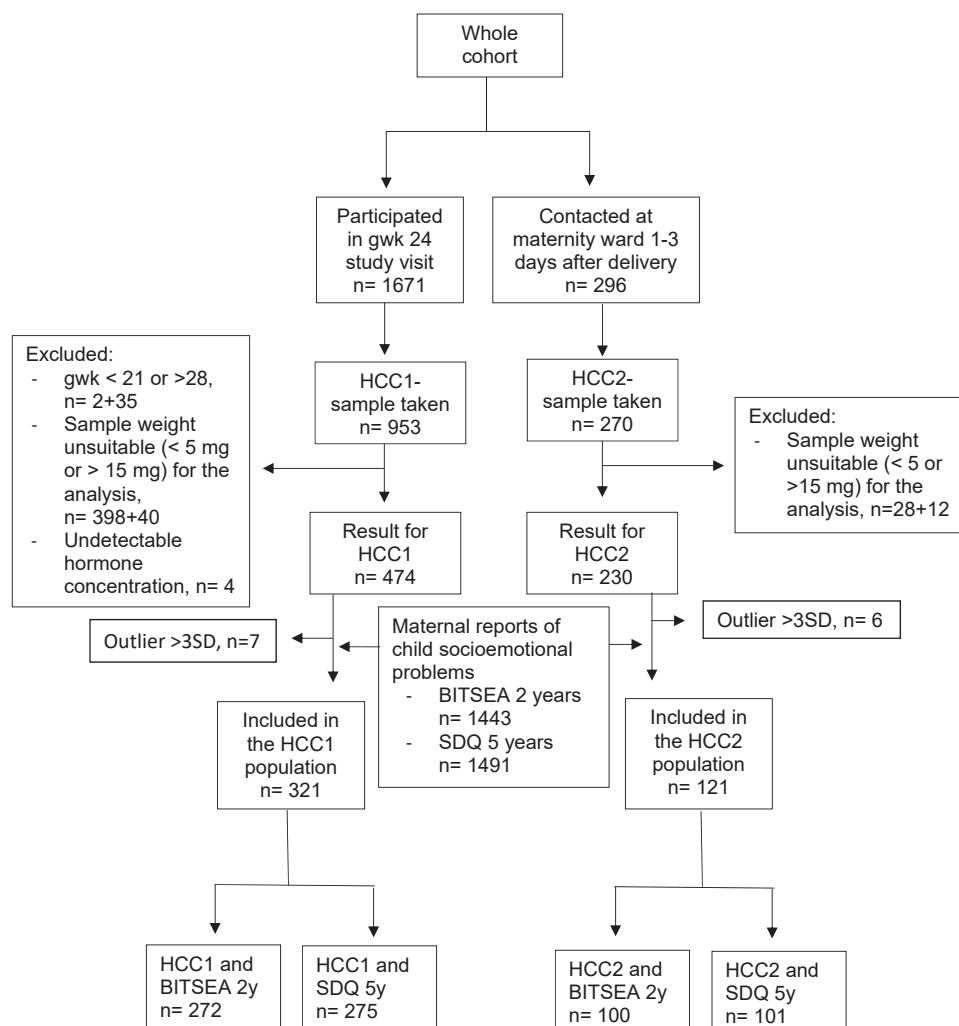 Whole
cohort
Participated
in gwk 24
study visit
n= 1671
Contacted at
maternity ward 1-3
days after delivery
n= 296
Excluded:
- gwk < 21 or >28,
n= 2+35
- Sample weight
unsuitable (< 5 mg
or > 15 mg) for the
analysis,
n= 398+40
- Undetectable
hormone
concentration, n= 4
HCC1-
sample taken
n= 953
HCC2-
sample taken
n= 270
Excluded:
- Sample weight
unsuitable (< 5 or
>15 mg) for the
analysis, n=28+12
Result for
HCC1
n= 474
Result for
HCC2
n= 230
Outlier >3SD, n=7
Maternal reports of
child socioemotional
problems
- BITSEA 2 years
n= 1443
- SDQ 5 years
n= 1491
Outlier >3SD, n= 6
Included in
the HCC1
population
n= 321
Included in
the HCC2
population
n= 121
HCC1 and
BITSEA 2y
n= 272
HCC1 and
SDQ 5y
n= 275
HCC2 and
BITSEA 2y
n= 100
HCC2 and
SDQ 5y
n= 101